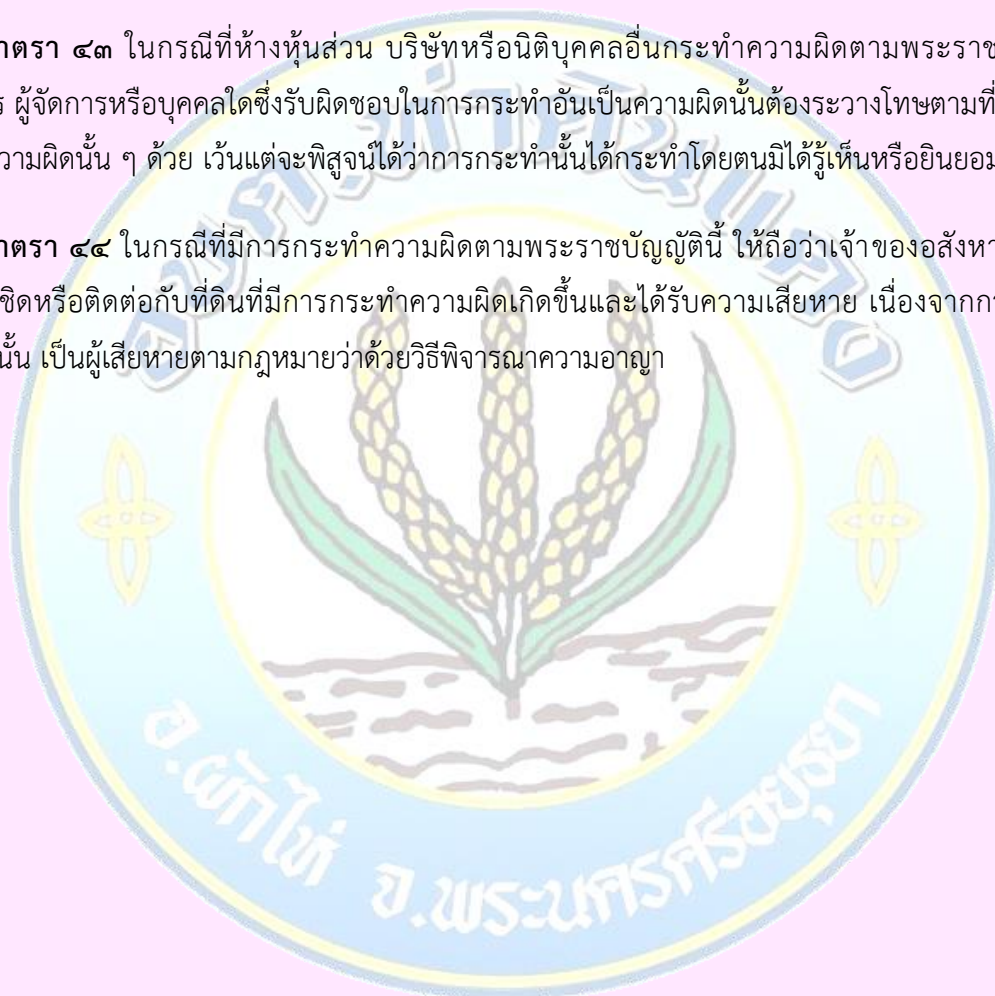 าตรา ๔๓ ในกรณีที่ห้างหุ้นส่วน บริษัทหรือนิติบุคคลอื่นกระทำความผิดตามพระราช
ร ผู้จัดการหรือบุคคลใดซึ่งรับผิดชอบในการกระทำอันเป็นความผิดนั้นต้องระวางโทษตามที่
วามผิดนั้น ๆ ด้วย เว้นแต่จะพิสูจน์ได้ว่าการกระทำนั้นได้กระทำโดยตนมิได้รู้เห็นหรือยินยอม
าตรา ๔๔ ในกรณีที่มีการกระทำความผิดตามพระราชบัญญัตินี้ ให้ถือว่าเจ้าของอสังหา
ชิดหรือติดต่อกับที่ดินที่มีการกระทำความผิดเกิดขึ้นและได้รับความเสียหาย เนื่องจากกา
นั้น เป็นผู้เสียหายตามกฎหมายว่าด้วยวิธีพิจารณาความอาญา
อบต.ท่าดินแดง
อ.ผักไห่ จ.พระนครศรีอยุธยา